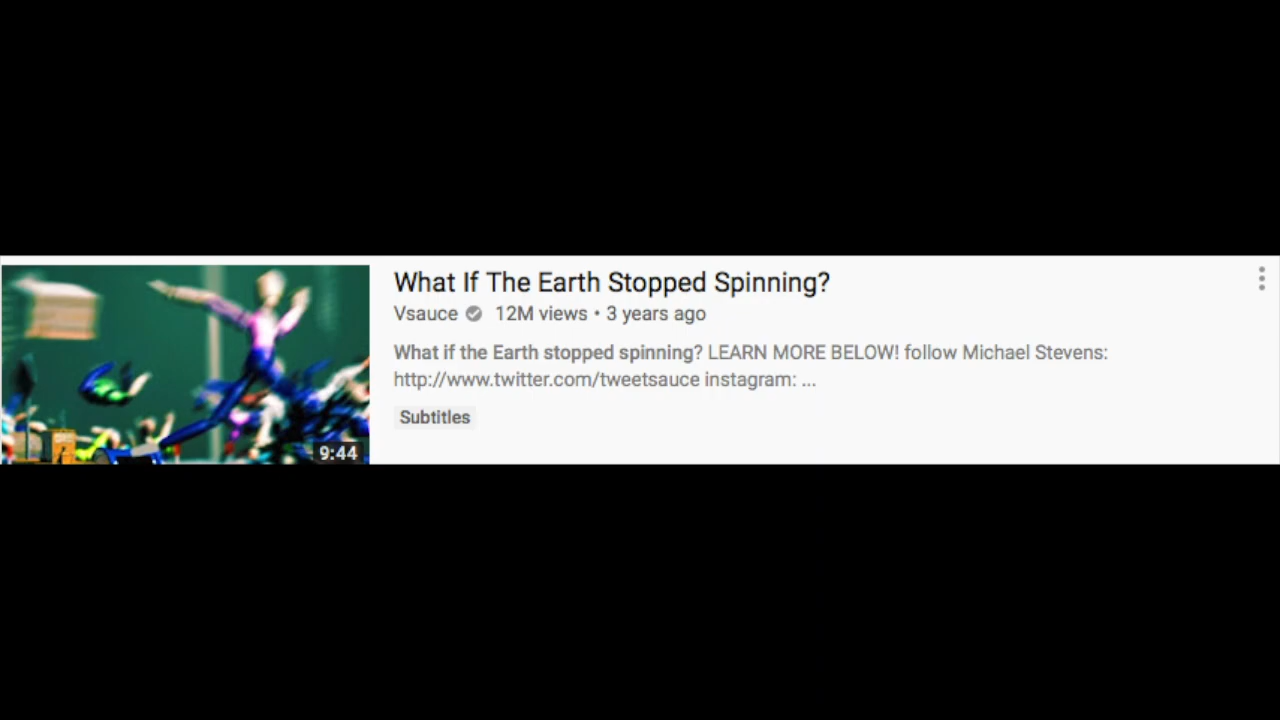 What If The Earth Stopped Spinning?
Vsauce 12M views • 3 years ago
What if the Earth stopped spinning? LEARN MORE BELOW! follow Michael Stevens:
http://www.twitter.com/tweetsauce instagram: ...
Subtitles
9:44